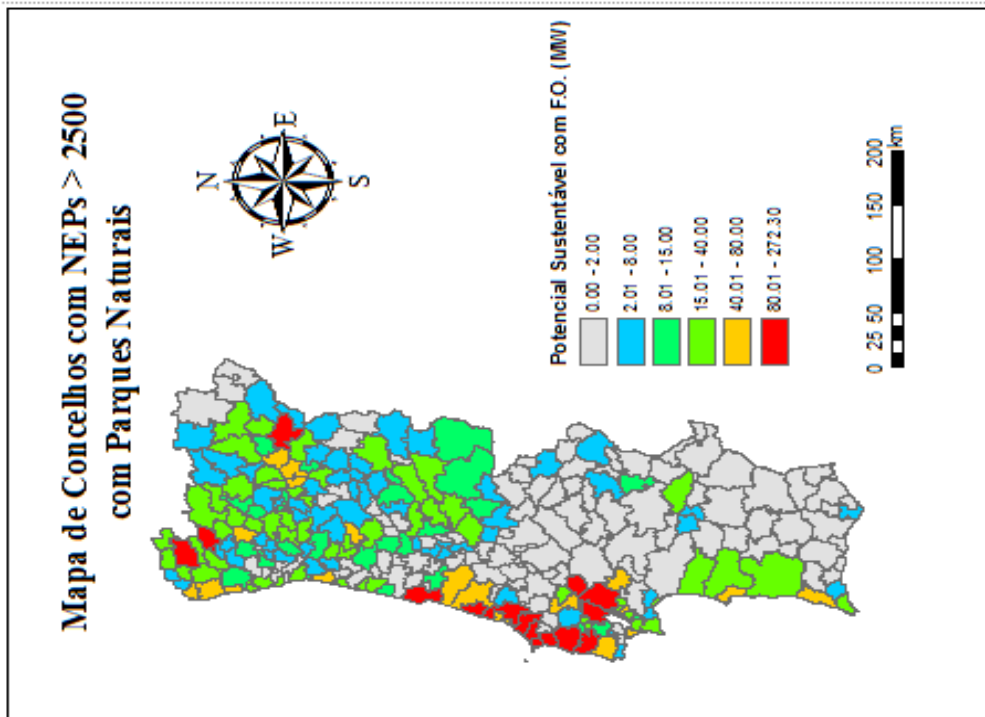 Mapa de Concelhos com NEPs > 2500
com Parques Naturais
N
W
E
S
Potencial Sustentável com F.O. (MW)
0.00 - 2.00
2.01 - 8.00
8.01 - 15.00
15.01 - 40.00
40.01 - 80.00
80.01 - 272.30
0 25 50 100 150 200
km